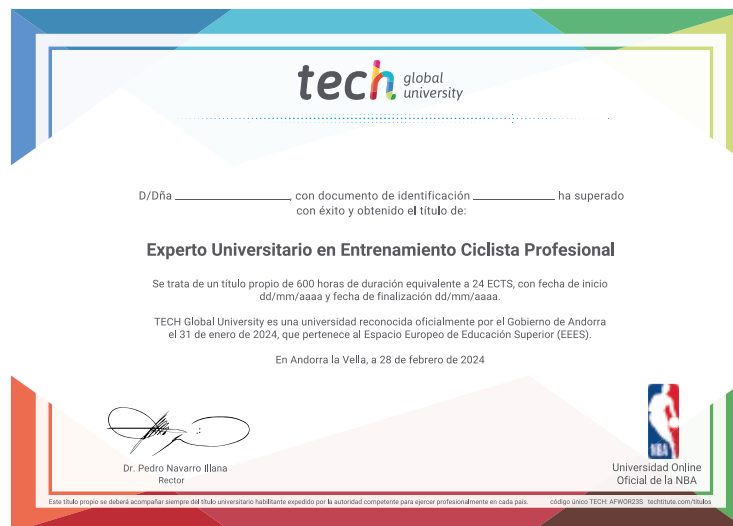 tech global university
D/Dña ____________________, con documento de identificación ______________ ha superado
con éxito y obtenido el título de:
Experto Universitario en Entrenamiento Ciclista Profesional
Se trata de un título propio de 600 horas de duración equivalente a 24 ECTS, con fecha de inicio
dd/mm/aaaa y fecha de finalización dd/mm/aaaa.
TECH Global University es una universidad reconocida oficialmente por el Gobierno de Andorra
el 31 de enero de 2024, que pertenece al Espacio Europeo de Educación Superior (EEES).
En Andorra la Vella, a 28 de febrero de 2024
Dr. Pedro Navarro Illana
Rector
NBA
Universidad Online
Oficial de la NBA
Este título propio se deberá acompañar siempre del título universitario habilitante expedido por la autoridad competente para ejercer profesionalmente en cada país. código único TECH: AFWOR23S techtitute.com/titulos